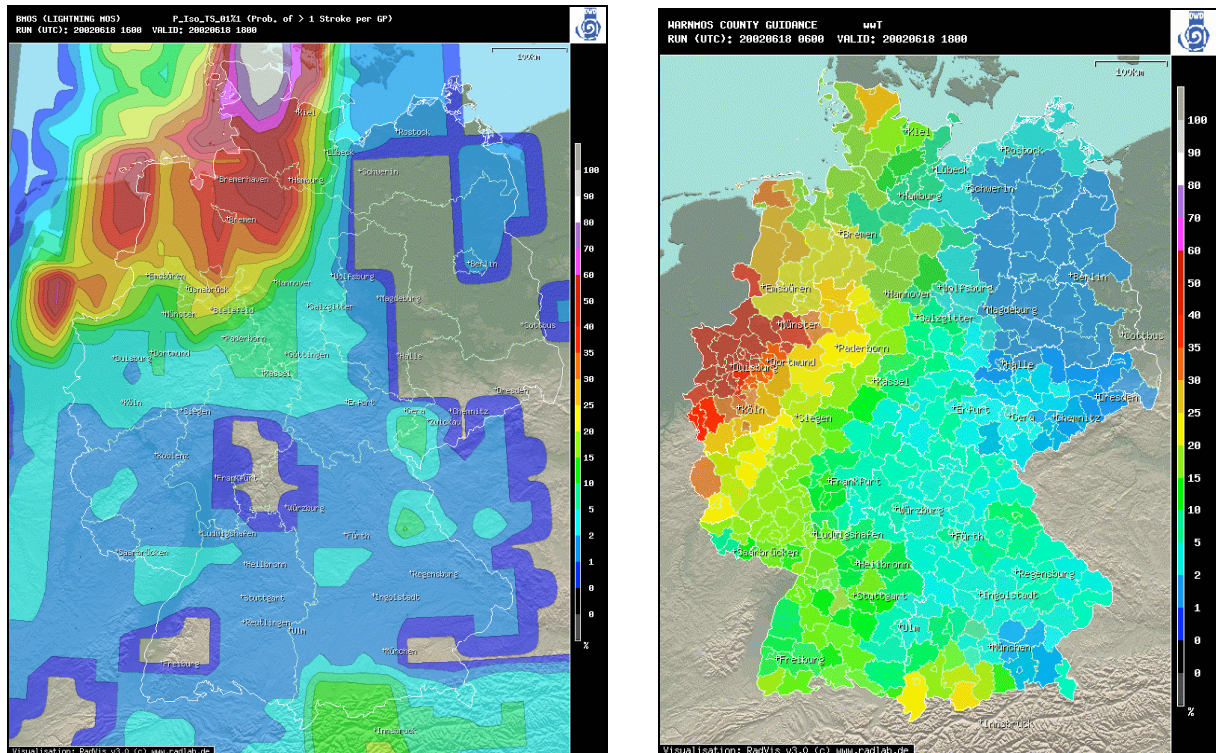 BMOS (LIGHTNING MOS) P_Iso_TS_01%1 (Prob. of > 1 Stroke per GP)
RUN (UTC): 20020618 1600 VALID: 20020618 1800
DWD
100km
Kiel
Rostock
Lübeck
Schwerin
Bremerhaven
Hamburg
Bremen
Berlin
Emsbüren
Wolfsburg
Osnabrück
Hannover
Magdeburg
Münster
Bielefeld
Salzgitter
Cottbus
Paderborn
Duisburg
Dortmund
Göttingen
Halle
Kassel
Dresden
Köln
Siegen
Erfurt
Gera
Chemnitz
Zwickau
Koblenz
Frankfurt
Würzburg
Ludwigshafen
Fürth
Saarbrücken
Heilbronn
Regensburg
Stuttgart
Ingolstadt
Reutlingen
Ulm
München
Freiburg
Innsbruck
100
90
80
70
60
50
40
35
30
25
20
15
10
5
2
1
0
0
%
Visualisation: RadVis v3.0 (c) www.radlab.de
WARNMOS COUNTY GUIDANCE wwT
RUN (UTC): 20020618 0600 VALID: 20020618 1800
DWD
100km
Kiel
Rostock
Lübeck
Schwerin
Hamburg
Bremen
Berlin
Emsbüren
Hannover
Wolfsburg
Magdeburg
Münster
Salzgitter
Cottbus
Paderborn
Duisburg
Dortmund
Halle
Kassel
Dresden
Köln
Siegen
Erfurt
Gera
Chemnitz
Frankfurt
Würzburg
Ludwigshafen
Fürth
Saarbrücken
Heilbronn
Regensburg
Stuttgart
Ingolstadt
Ulm
München
Freiburg
Innsbruck
100
90
80
70
60
50
40
35
30
25
20
15
10
5
2
1
0
0
%
Visualisation: RadVis v3.0 (c) www.radlab.de